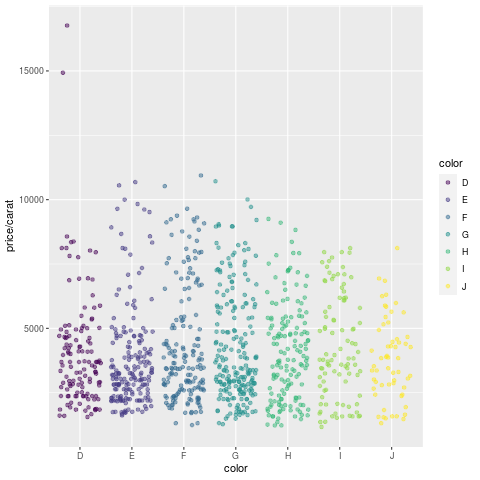 15000
10000
5000
price/carat
D E F G H I J
color
color
D
E
F
G
H
I
J